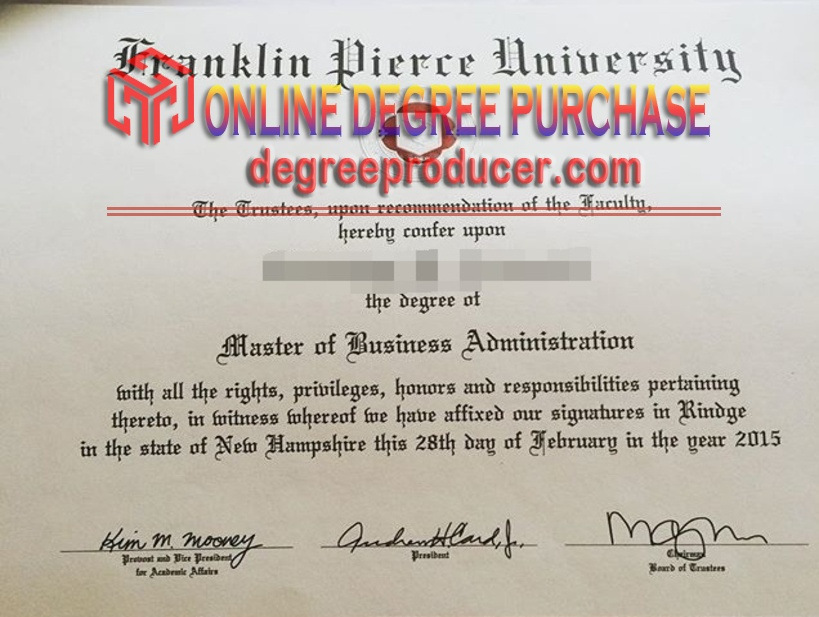 Franklin Pierce University
ONLINE DEGREE PURCHASE
degreeproducer.com
The Trustees, upon recommendation of the Faculty,
hereby confer upon
the degree of
Master of Business Administration
with all the rights, privileges, honors and responsibilities pertaining
thereto, in witness whereof we have affixed our signatures in Rindge
in the state of New Hampshire this 28th day of February in the year 2015
Kim M. Mooney Andrew H Card, Jr.
Provost and Vice President President Chairman
for Academic Affairs Board of Trustees